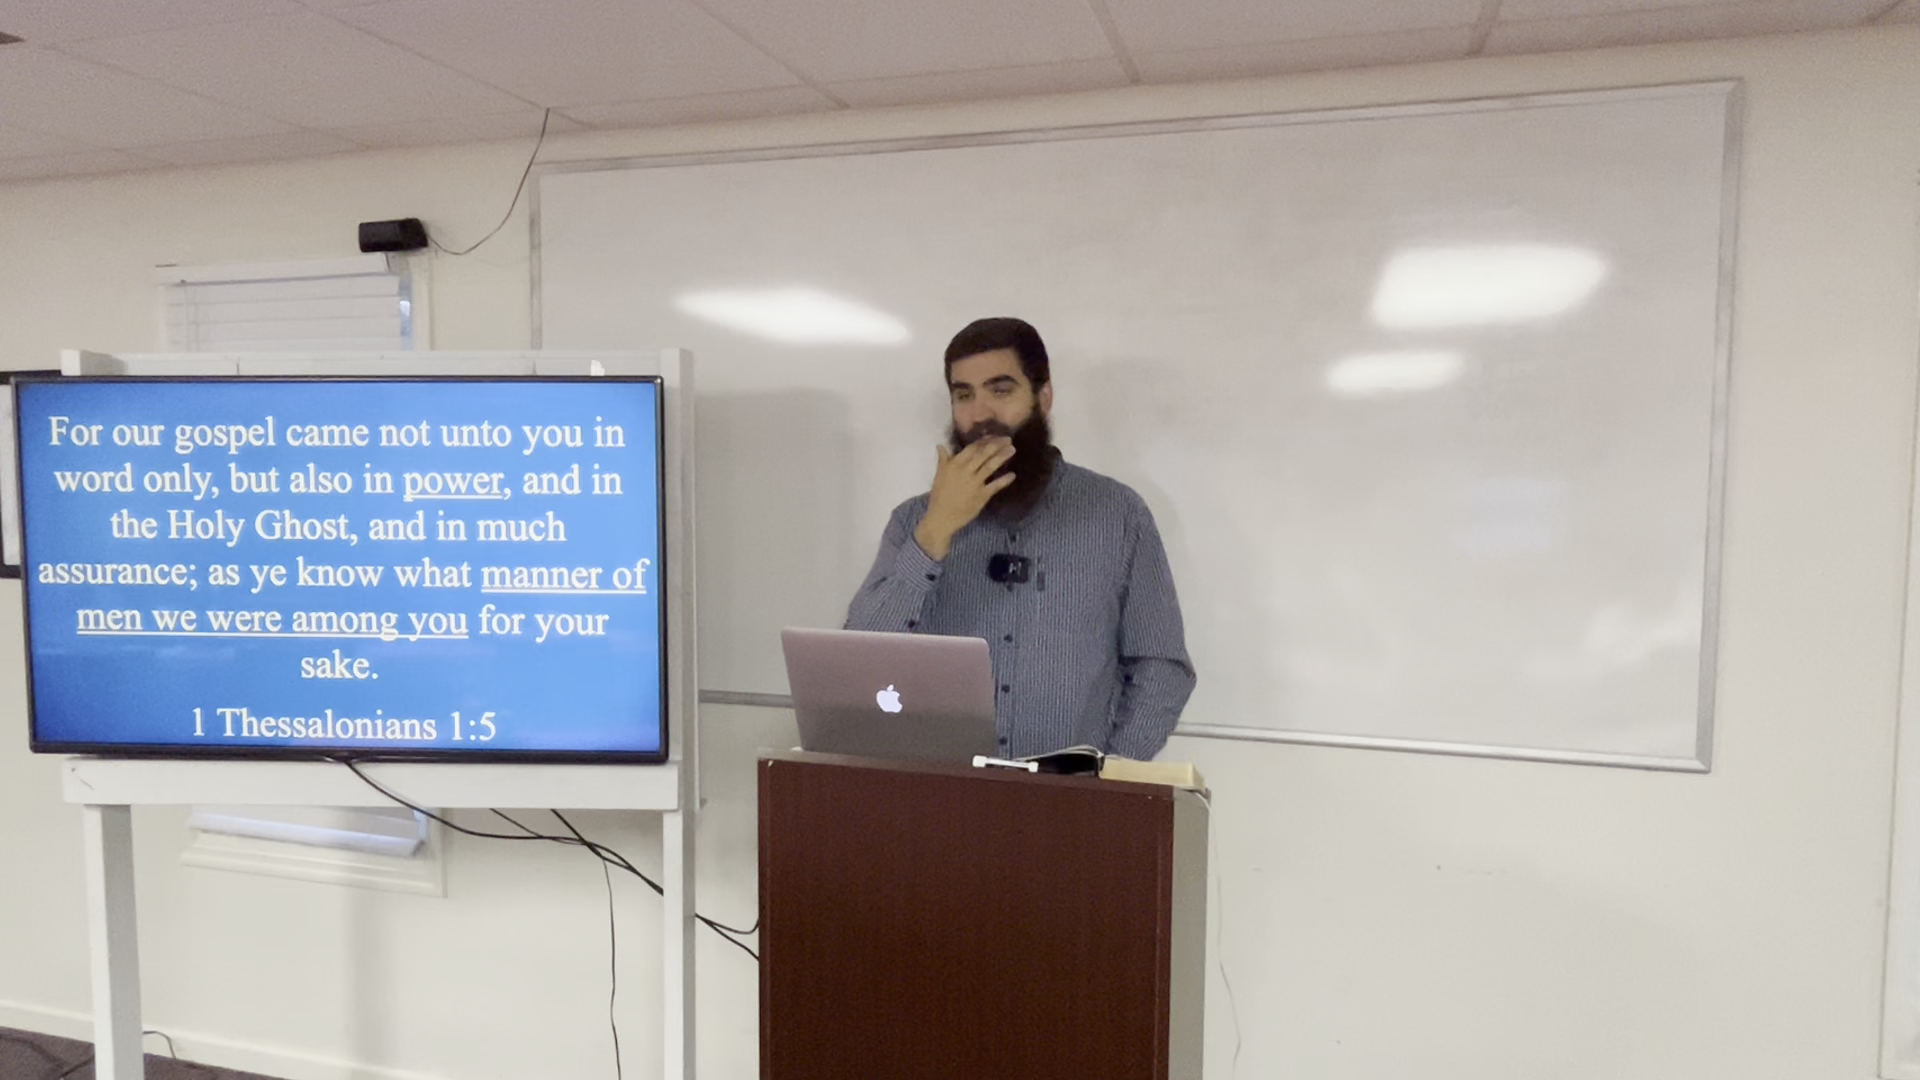 For our gospel came not unto you in
word only, but also in power, and in
the Holy Ghost, and in much
assurance; as ye know what manner of
men we were among you for your
sake.
1 Thessalonians 1:5